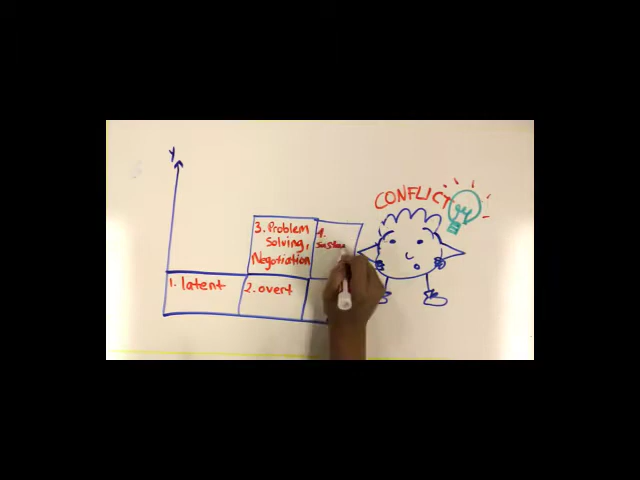 Y
CONFLICT
3. Problem
Solving,
Negotiation
4.
1. latent
2. overt